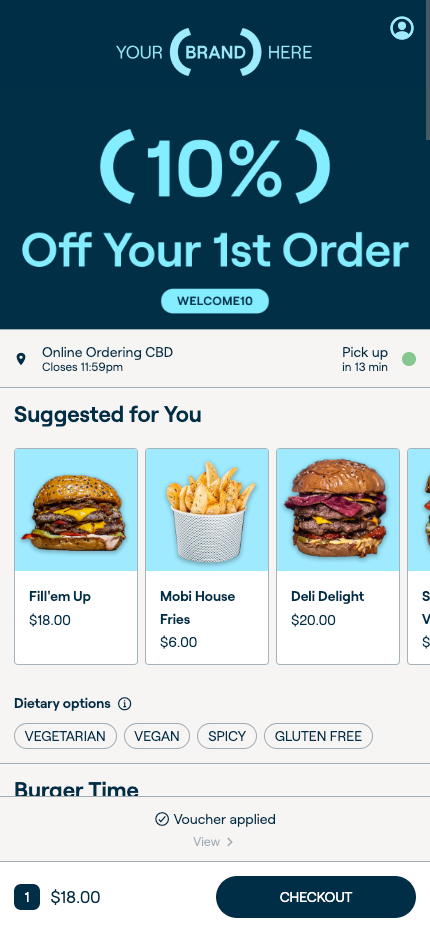 YOUR BRAND HERE
10%
Off Your 1st Order
WELCOME10
Online Ordering CBD
Closes 11:59pm
Pick up
in 13 min
Suggested for You
Fill'em Up
$18.00
Mobi House
Fries
$6.00
Deli Delight
$20.00
S
V
$
Dietary options
VEGETARIAN
VEGAN
SPICY
GLUTEN FREE
Burger Time
Voucher applied
View
1
$18.00
CHECKOUT